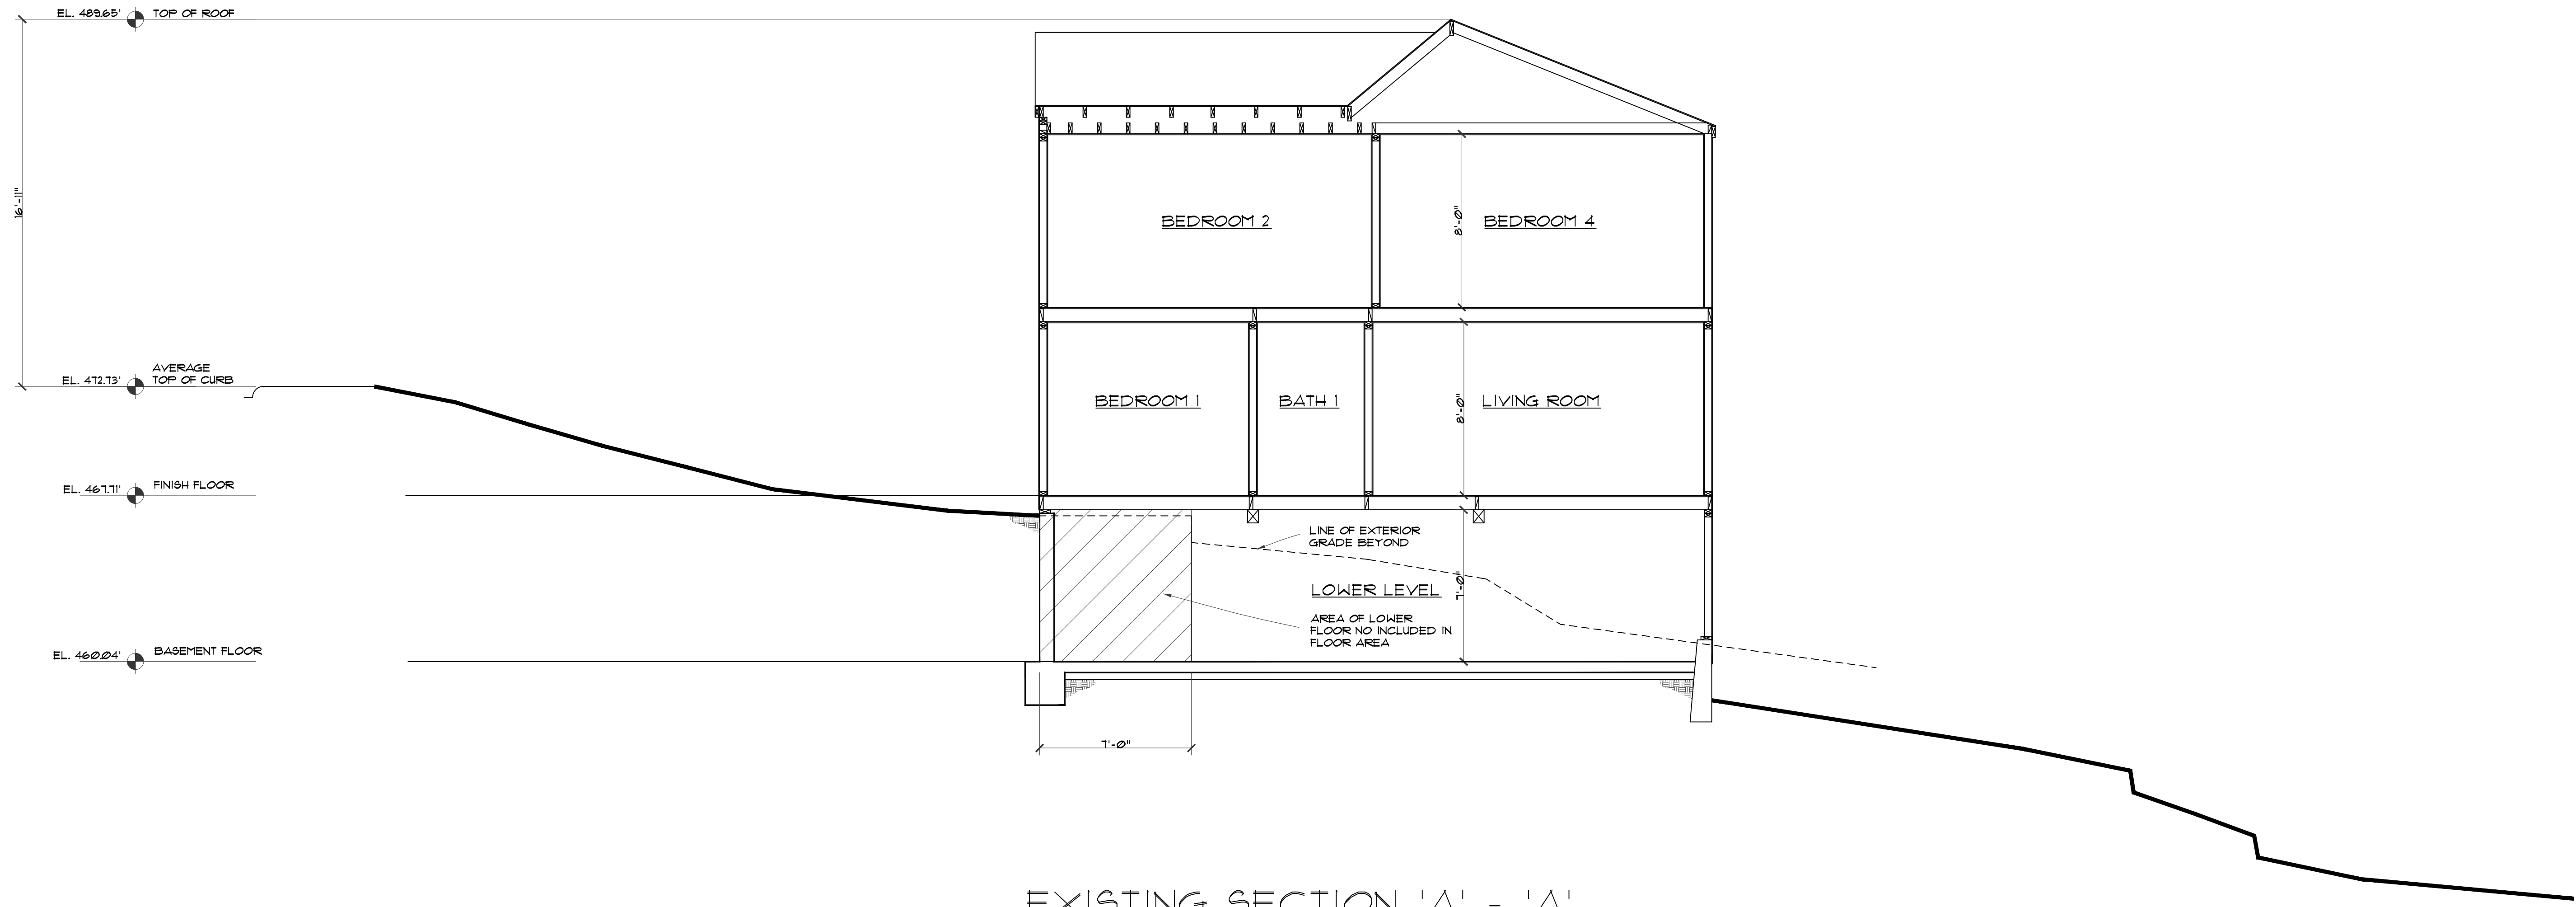 EL. 489.65' TOP OF ROOF
16'-11"
BEDROOM 2
8'-0"
BEDROOM 4
EL. 472.73' AVERAGE
TOP OF CURB
BEDROOM 1
BATH 1
8'-0"
LIVING ROOM
EL. 467.71' FINISH FLOOR
LINE OF EXTERIOR
GRADE BEYOND
LOWER LEVEL
7'-0"
AREA OF LOWER
FLOOR NO INCLUDED IN
FLOOR AREA
EL. 460.04' BASEMENT FLOOR
7'-0"
EXISTING SECTION 'A' - 'A'